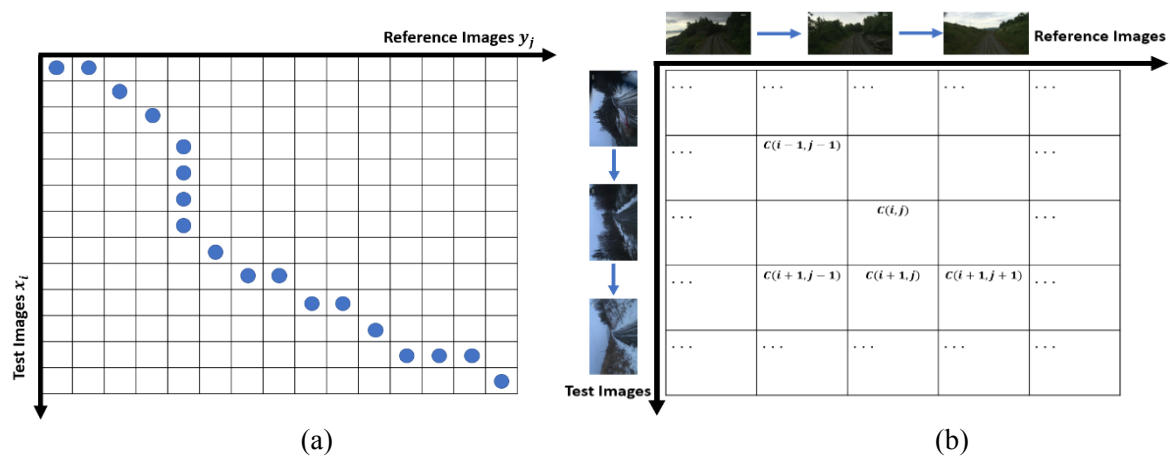 Reference Images y_j
Test Images x_i
(a)
Reference Images
Test Images
... ... ... ... ...
... C(i − 1, j − 1) ...
... C(i, j) ...
... C(i + 1, j − 1) C(i + 1, j) C(i + 1, j + 1) ...
... ... ... ... ...
(b)